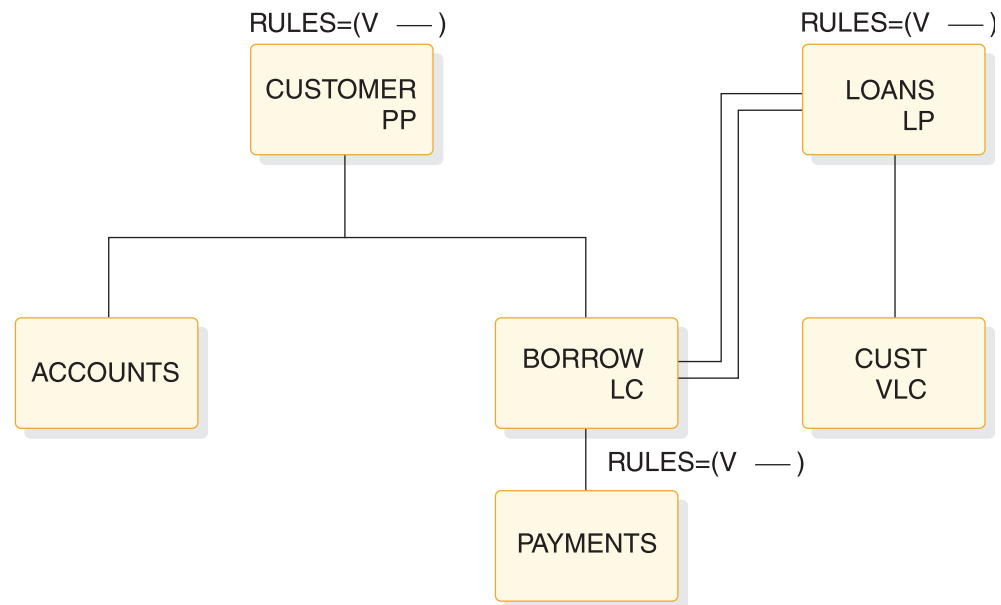 RULES=(V — )
CUSTOMER
PP
RULES=(V — )
LOANS
LP
ACCOUNTS
BORROW
LC
CUST
VLC
RULES=(V — )
PAYMENTS